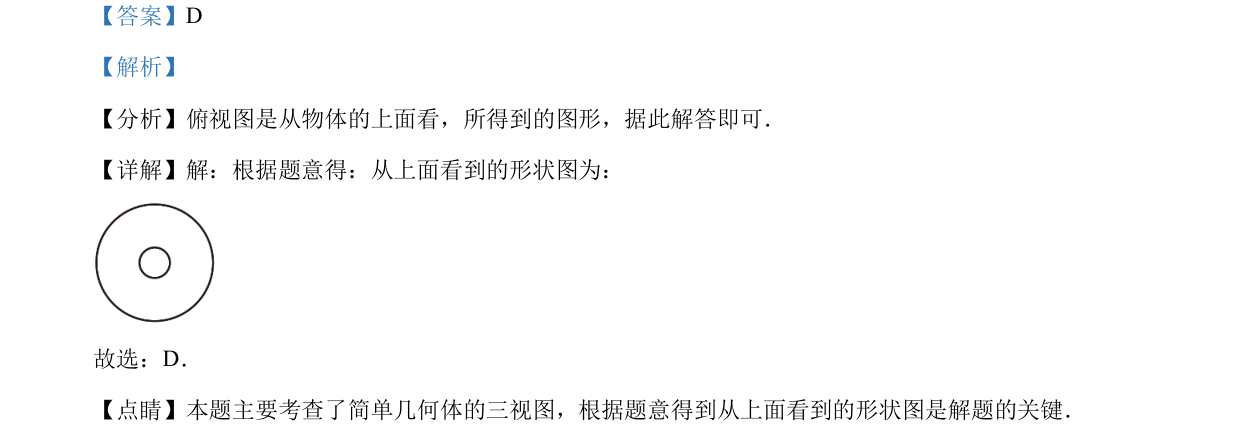 【答案】D
【解析】
【分析】俯视图是从物体的上面看，所得到的图形，据此解答即可．
【详解】解：根据题意得：从上面看到的形状图为：
故选：D．
【点睛】本题主要考查了简单几何体的三视图，根据题意得到从上面看到的形状图是解题的关键．